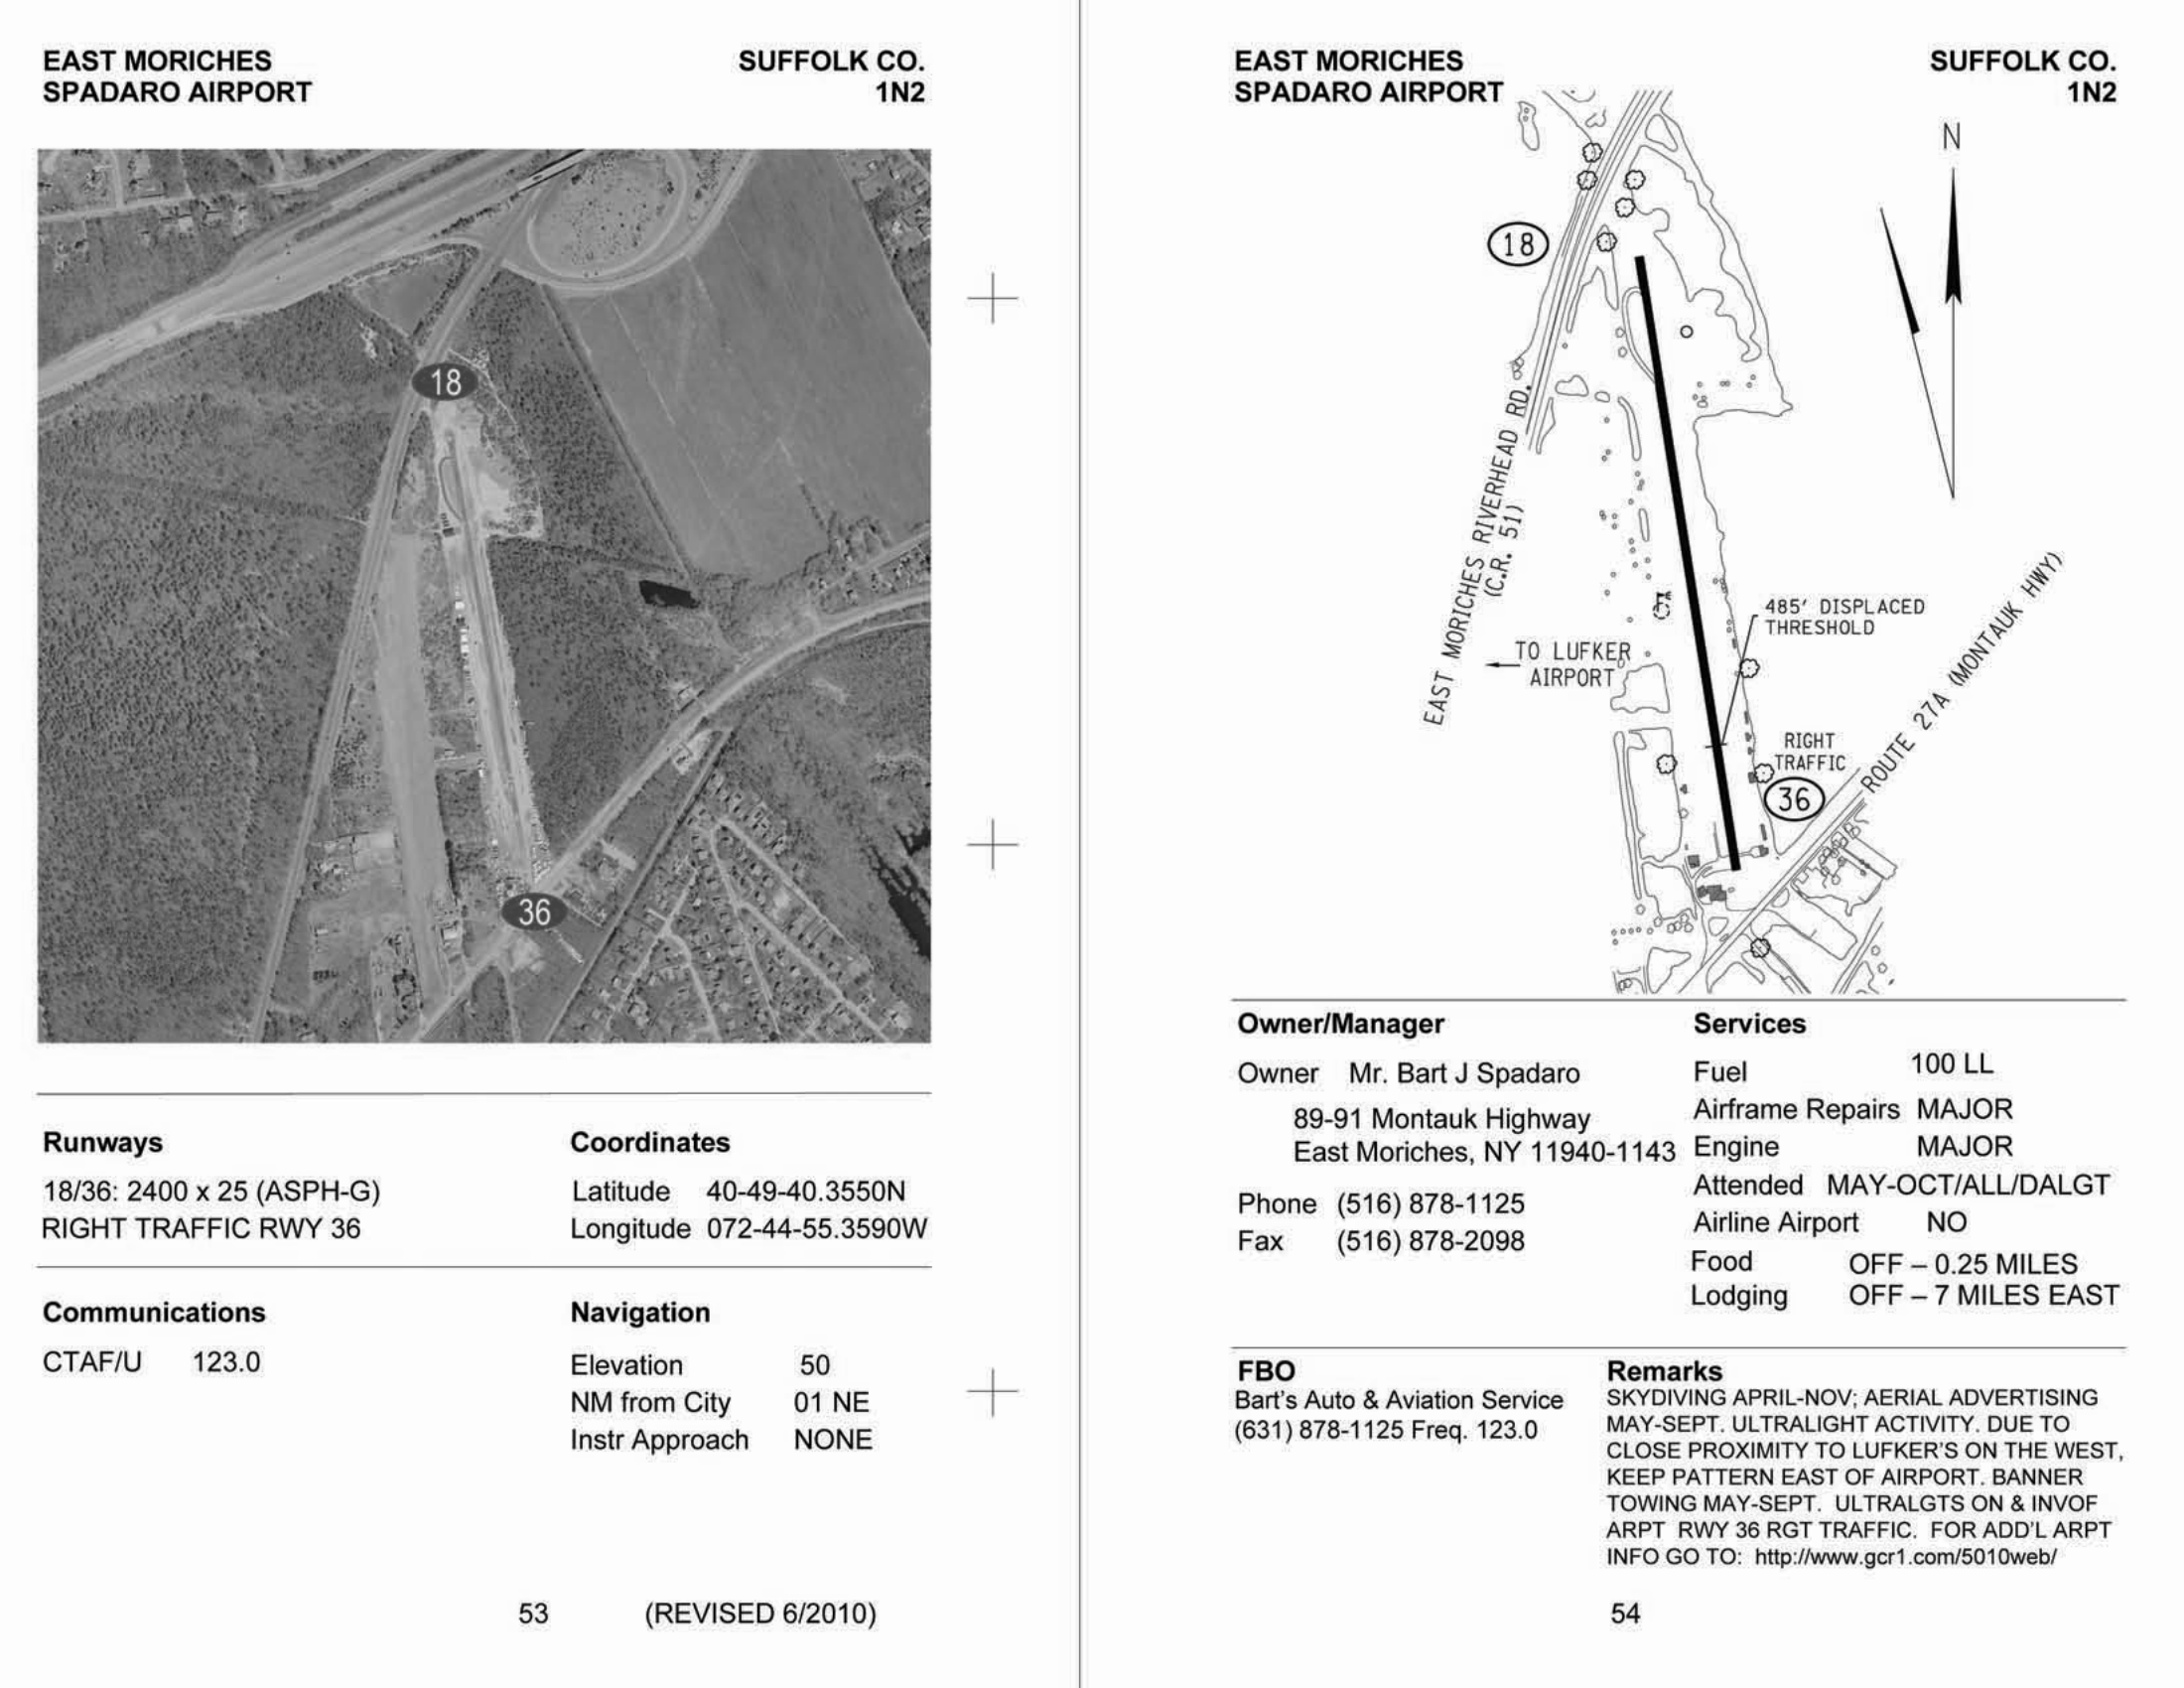 EAST MORICHES SUFFOLK CO.
SPADARO AIRPORT 1N2
18
36
Runways
18/36: 2400 x 25 (ASPH-G)
RIGHT TRAFFIC RWY 36
Coordinates
Latitude 40-49-40.3550N
Longitude 072-44-55.3590W
Communications
CTAF/U 123.0
Navigation
Elevation 50
NM from City 01 NE
Instr Approach NONE
53 (REVISED 6/2010)
EAST MORICHES SUFFOLK CO.
SPADARO AIRPORT 1N2
N
18
EAST MORICHES RIVERHEAD RD.
(C.R. 51)
485' DISPLACED
THRESHOLD
TO LUFKER
AIRPORT
RIGHT
TRAFFIC
36
ROUTE 27A (MONTAUK HWY)
Owner/Manager
Owner Mr. Bart J Spadaro
89-91 Montauk Highway
East Moriches, NY 11940-1143
Phone (516) 878-1125
Fax (516) 878-2098
Services
Fuel 100 LL
Airframe Repairs MAJOR
Engine MAJOR
Attended MAY-OCT/ALL/DALGT
Airline Airport NO
Food OFF – 0.25 MILES
Lodging OFF – 7 MILES EAST
FBO
Bart's Auto & Aviation Service
(631) 878-1125 Freq. 123.0
Remarks
SKYDIVING APRIL-NOV; AERIAL ADVERTISING
MAY-SEPT. ULTRALIGHT ACTIVITY. DUE TO
CLOSE PROXIMITY TO LUFKER'S ON THE WEST,
KEEP PATTERN EAST OF AIRPORT. BANNER
TOWING MAY-SEPT. ULTRALGTS ON & INVOF
ARPT RWY 36 RGT TRAFFIC. FOR ADD'L ARPT
INFO GO TO: http://www.gcr1.com/5010web/
54